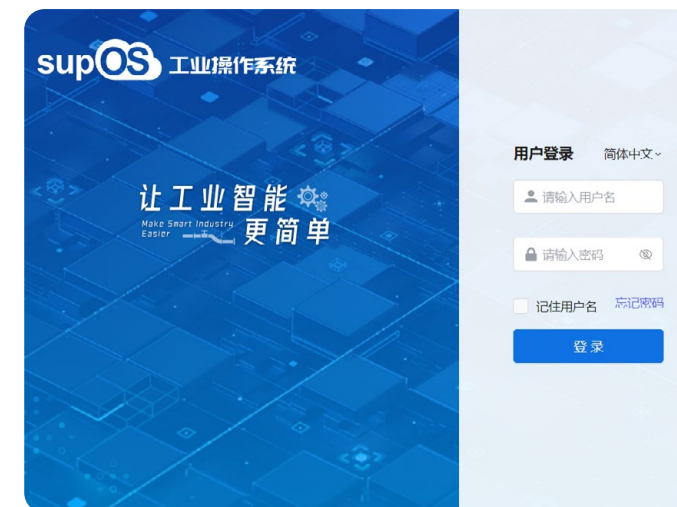 supOS 工业操作系统
让工业智能
Make Smart Industry
Easier
更简单
用户登录 简体中文
请输入用户名
请输入密码
记住用户名 忘记密码
登录